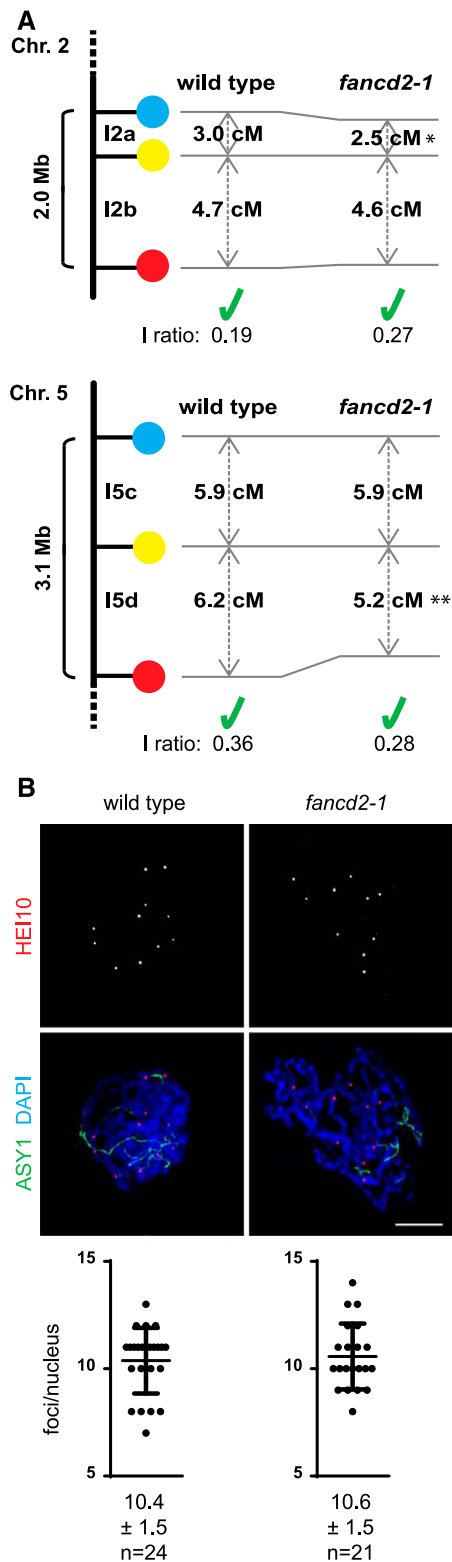 A
Chr. 2
wild type fancd2-1
I2a 3.0 cM 2.5 cM *
2.0 Mb
I2b 4.7 cM 4.6 cM
✓ ✓
I ratio: 0.19 0.27
Chr. 5
wild type fancd2-1
I5c 5.9 cM 5.9 cM
3.1 Mb
I5d 6.2 cM 5.2 cM **
✓ ✓
I ratio: 0.36 0.28
B
wild type fancd2-1
HEI10
ASY1 DAPI
foci/nucleus
15 15
10 10
5 5
10.4 10.6
± 1.5 ± 1.5
n=24 n=21